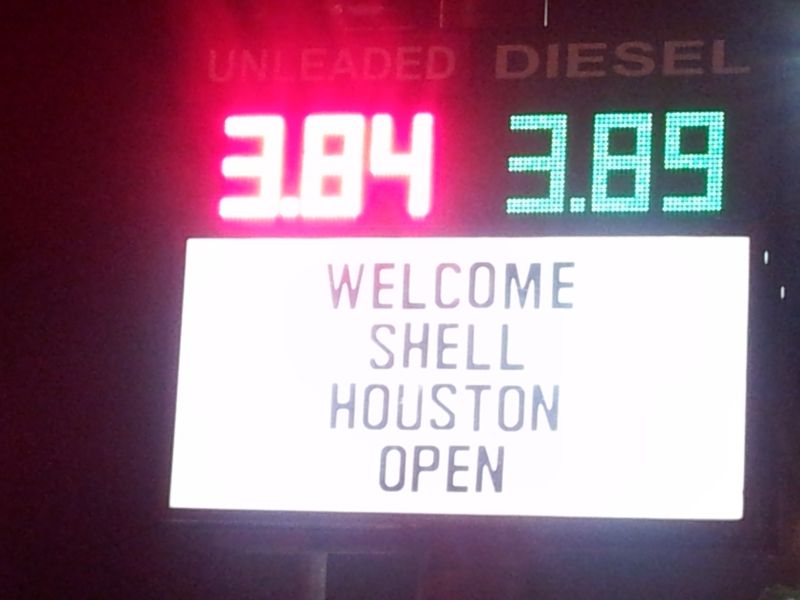 UNLEADED DIESEL
3.84 3.89
WELCOME
SHELL
HOUSTON
OPEN